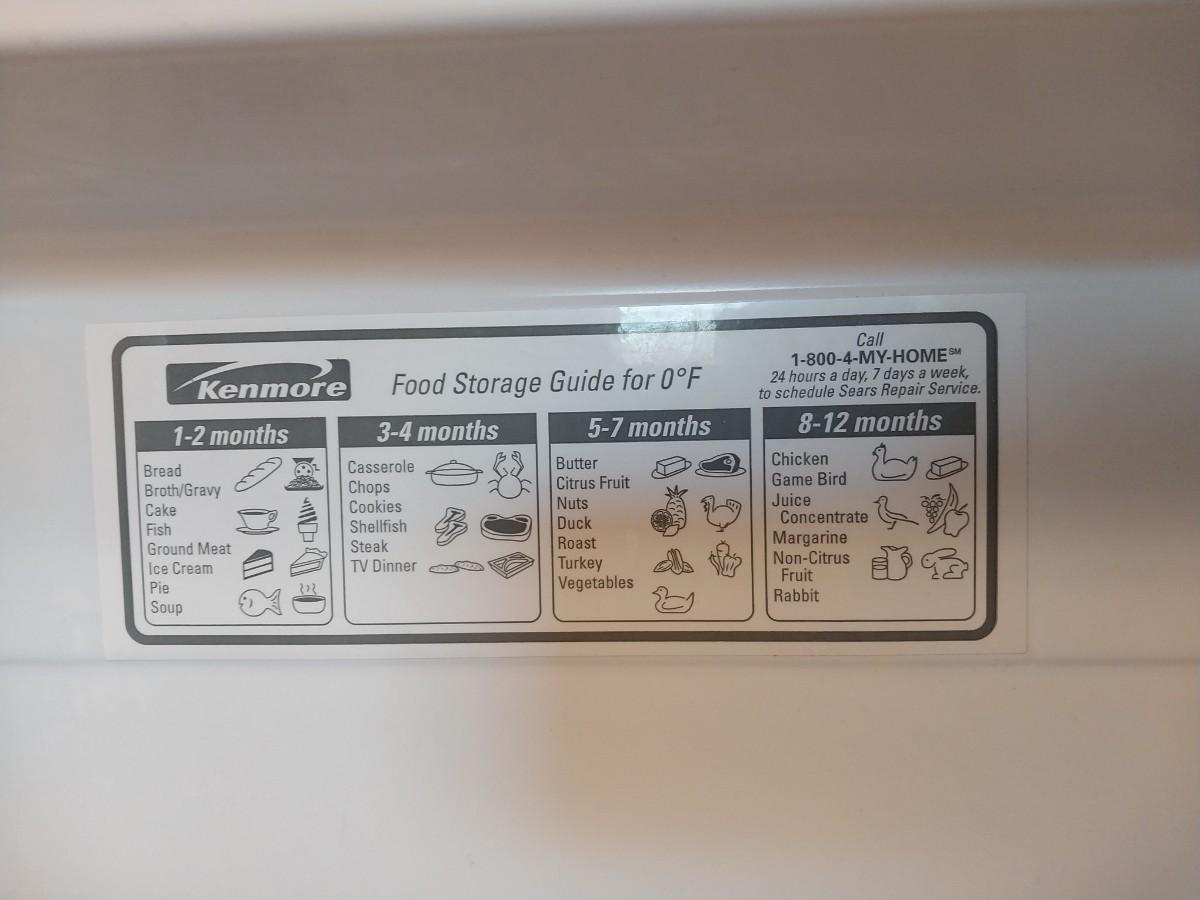 Kenmore
Food Storage Guide for 0°F
Call
1-800-4-MY-HOME℠
24 hours a day, 7 days a week,
to schedule Sears Repair Service.
1-2 months
Bread
Broth/Gravy
Cake
Fish
Ground Meat
Ice Cream
Pie
Soup
3-4 months
Casserole
Chops
Cookies
Shellfish
Steak
TV Dinner
5-7 months
Butter
Citrus Fruit
Nuts
Duck
Roast
Turkey
Vegetables
8-12 months
Chicken
Game Bird
Juice
Concentrate
Margarine
Non-Citrus
Fruit
Rabbit